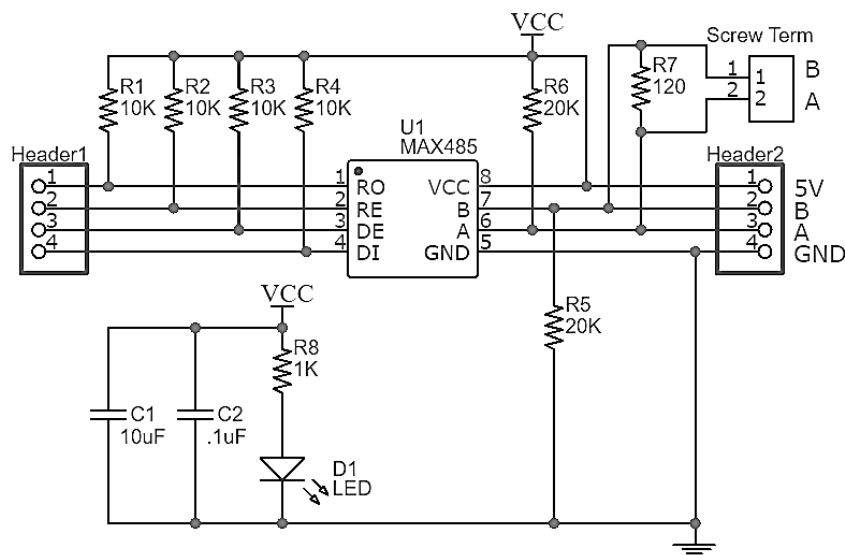 VCC
Screw Term
R1
10K
R2
10K
R3
10K
R4
10K
R6
20K
R7
120
1 1 B
2 2 A
U1
MAX485
Header1
Header2
1 1 RO VCC 8 1 5V
2 2 RE B 7 2 B
3 3 DE A 6 3 A
4 4 DI GND 5 4 GND
VCC
R5
20K
R8
1K
C1
10uF
C2
.1uF
D1
LED